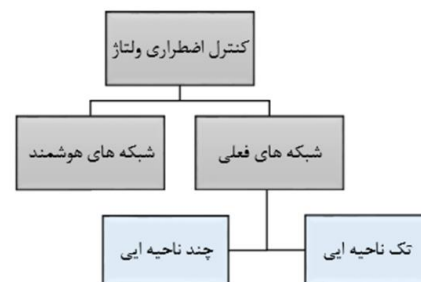 کنترل اضطراری ولتاژ
شبکه های فعلی
شبکه های هوشمند
تک ناحیه ایی
چند ناحیه ایی